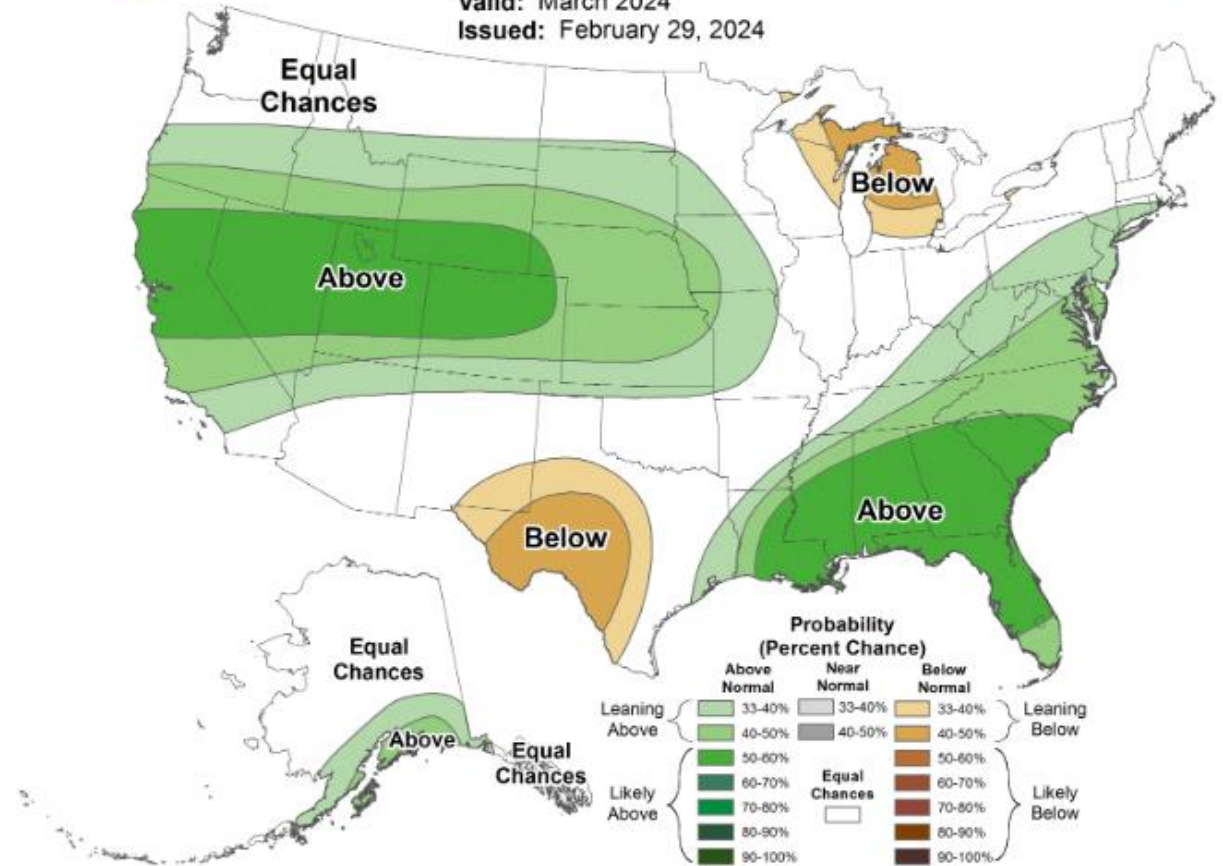 Valid: March 2024
Issued: February 29, 2024
Equal
Chances
Below
Above
Above
Below
Equal
Chances
Above
Equal
Chances
Probability
(Percent Chance)
Above
Normal
Near
Normal
Below
Normal
Leaning
Above
33-40%
40-50%
33-40%
40-50%
33-40%
40-50%
Leaning
Below
Likely
Above
50-60%
60-70%
70-80%
80-90%
90-100%
Equal
Chances
50-60%
60-70%
70-80%
80-90%
90-100%
Likely
Below